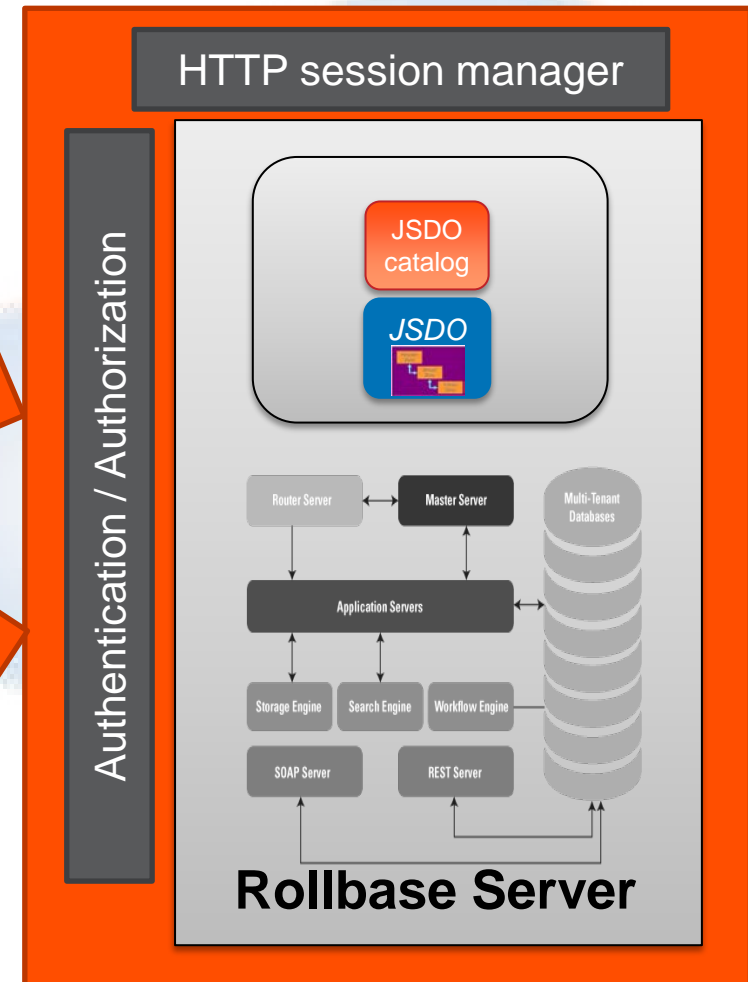 HTTP session manager
Authentication / Authorization
JSDO
catalog
JSDO
Router Server
Master Server
Multi-Tenant
Databases
Application Servers
Storage Engine
Search Engine
Workflow Engine
SOAP Server
REST Server
Rollbase Server